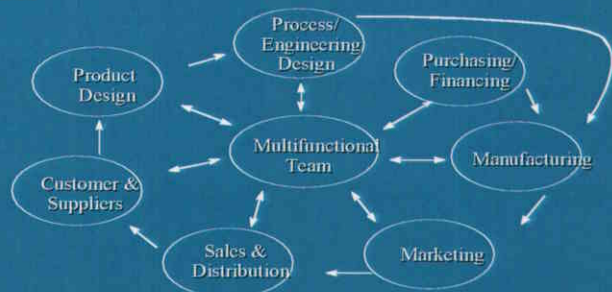 Process/
Engineering
Design
Purchasing/
Financing
Product
Design
Multifunctional
Team
Manufacturing
Customer &
Suppliers
Sales &
Distribution
Marketing